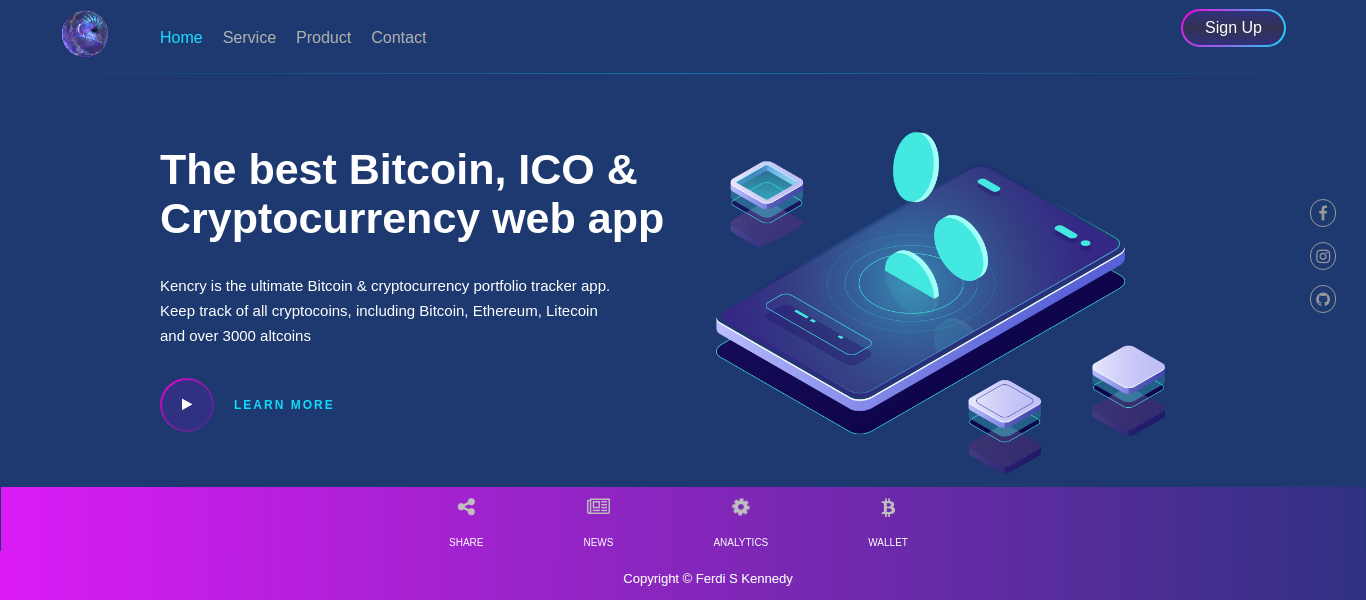 Home Service Product Contact
Sign Up
The best Bitcoin, ICO &
Cryptocurrency web app
Kencry is the ultimate Bitcoin & cryptocurrency portfolio tracker app.
Keep track of all cryptocoins, including Bitcoin, Ethereum, Litecoin
and over 3000 altcoins
LEARN MORE
SHARE NEWS ANALYTICS WALLET
Copyright © Ferdi S Kennedy